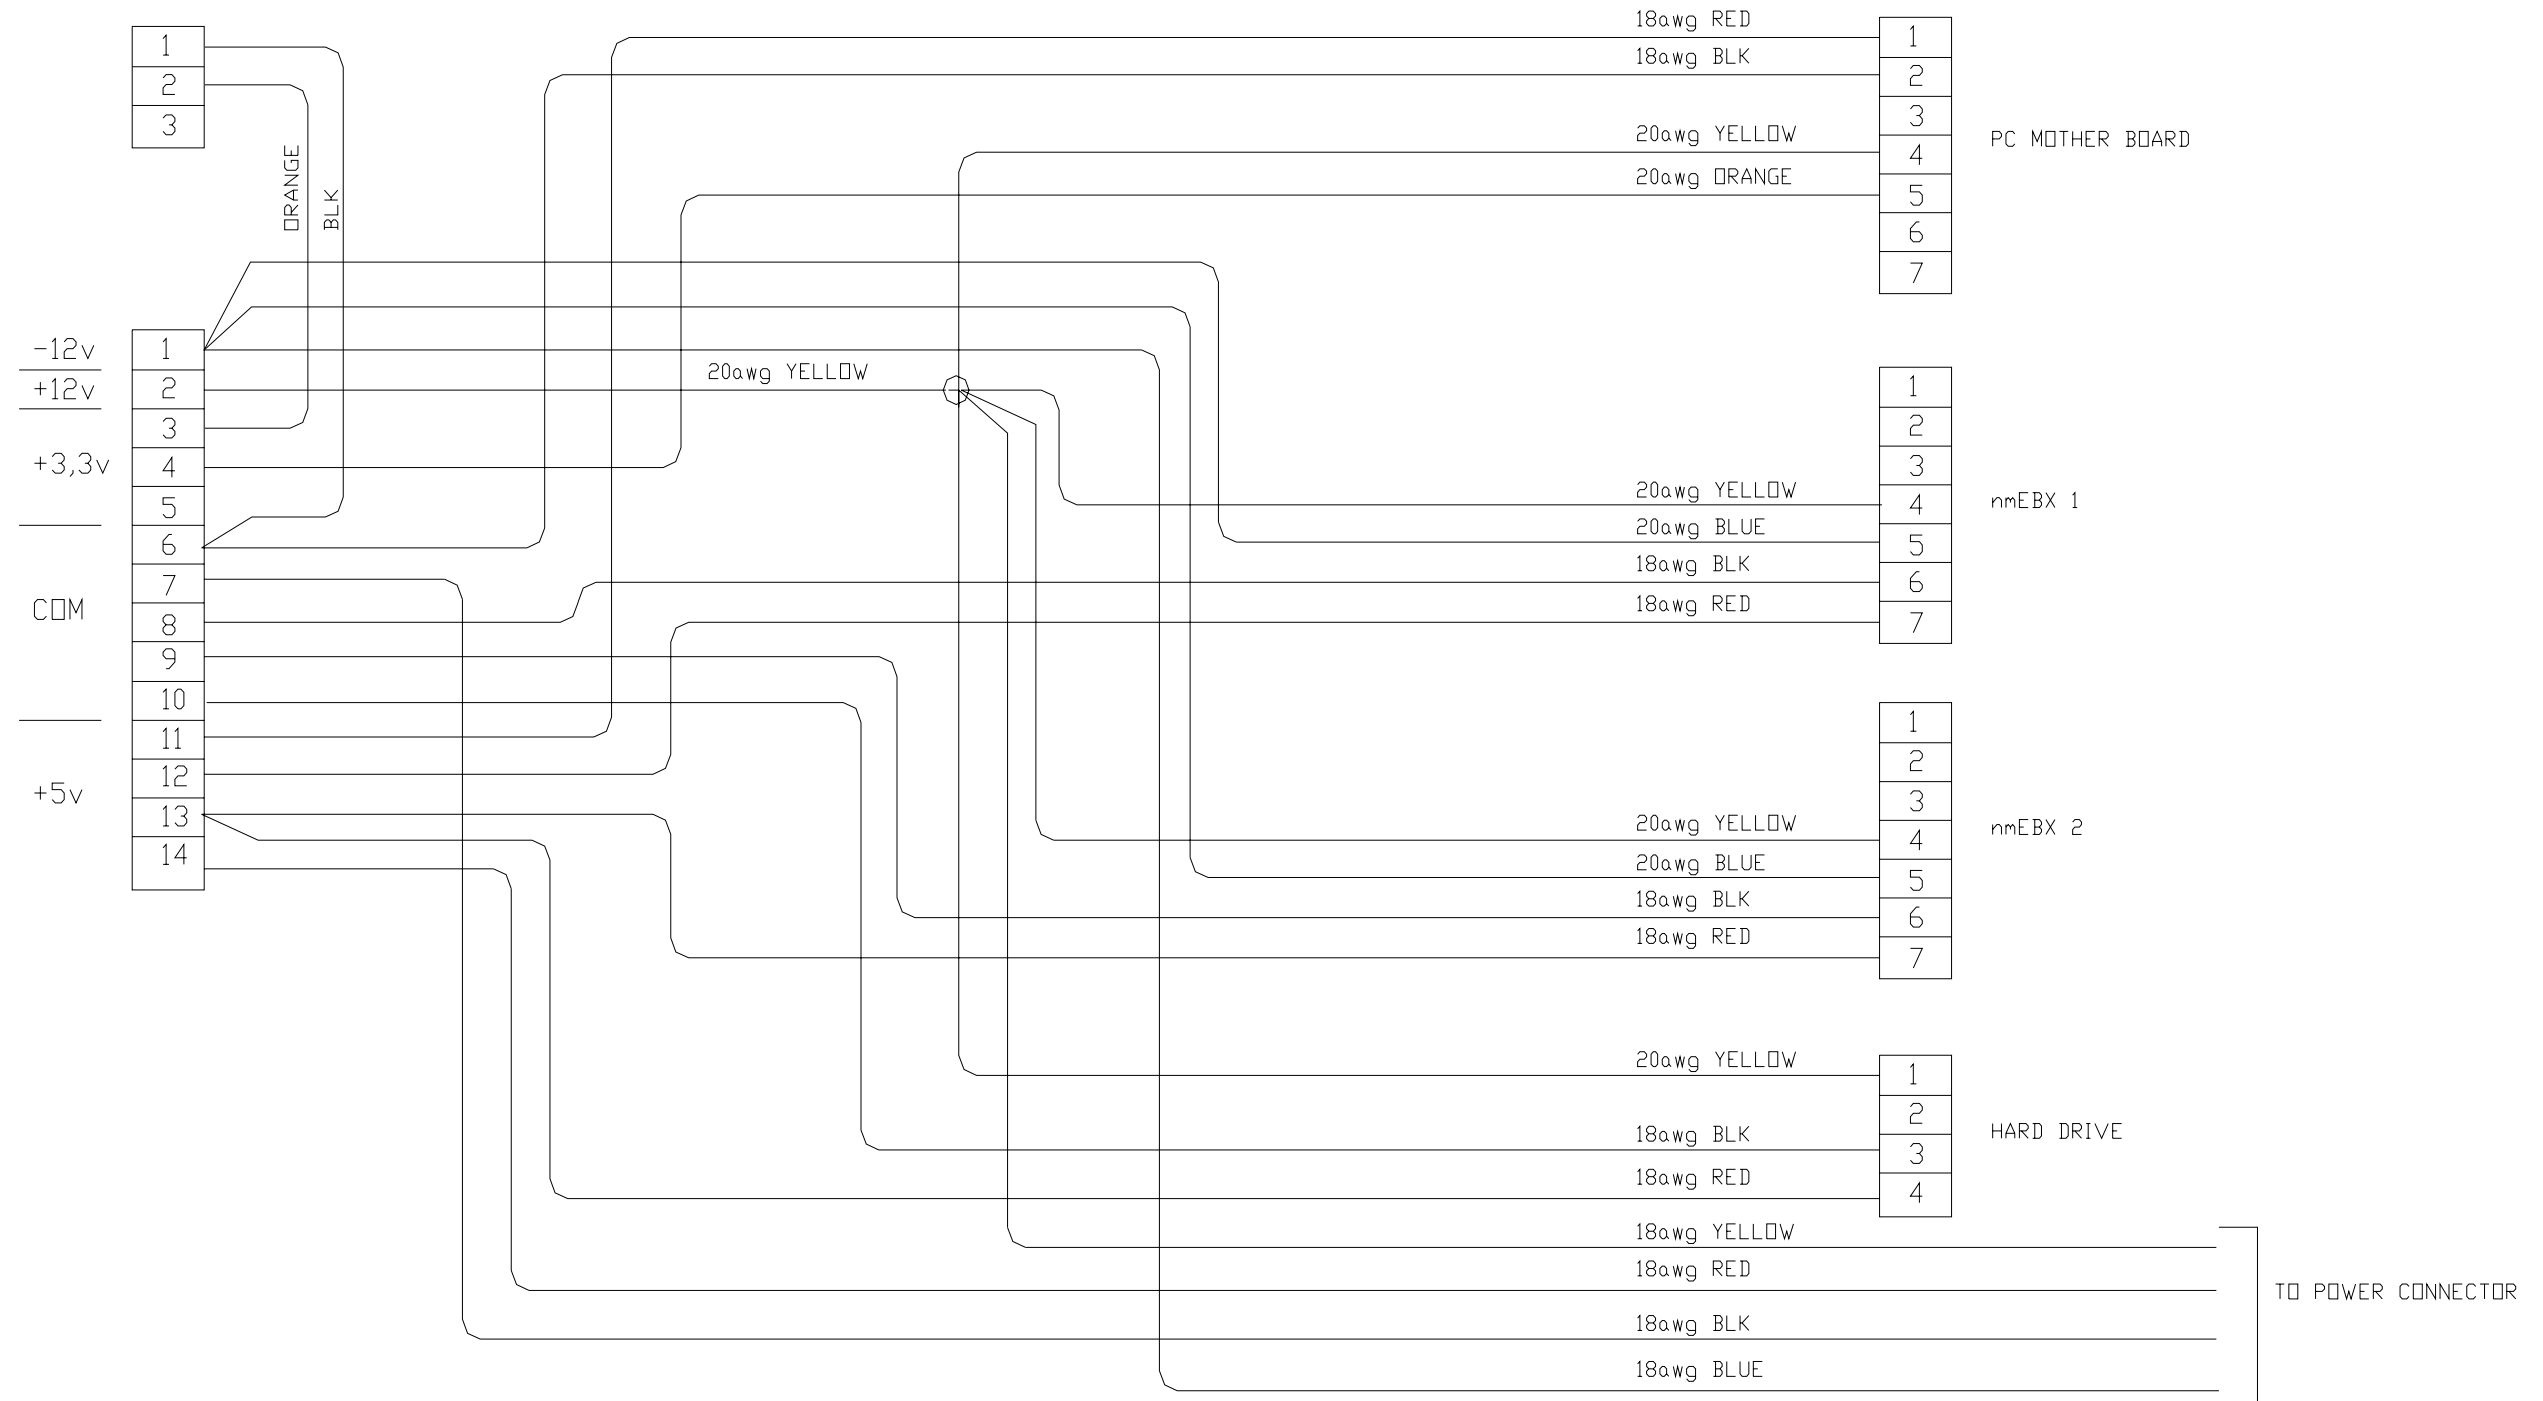 1
2
3
ORANGE
BLK
-12v
+12v
+3,3v
COM
+5v
1
2
3
4
5
6
7
8
9
10
11
12
13
14
20awg YELLOW
18awg RED
18awg BLK
20awg YELLOW
20awg ORANGE
1
2
3
4
5
6
7
PC MOTHER BOARD
20awg YELLOW
20awg BLUE
18awg BLK
18awg RED
1
2
3
4
5
6
7
nmEBX 1
20awg YELLOW
20awg BLUE
18awg BLK
18awg RED
1
2
3
4
5
6
7
nmEBX 2
20awg YELLOW
18awg BLK
18awg RED
1
2
3
4
HARD DRIVE
18awg YELLOW
18awg RED
18awg BLK
18awg BLUE
TO POWER CONNECTOR